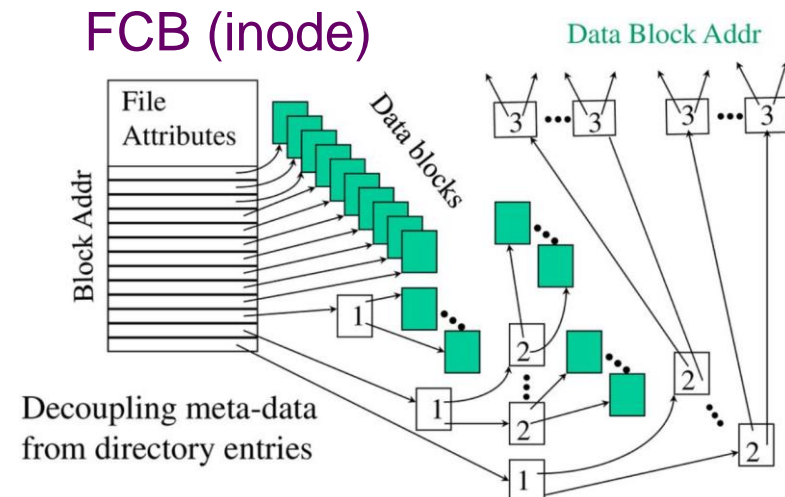 FCB (inode)
Data Block Addr
File
Attributes
Block Addr
Data blocks
3
3
3
3
1
2
2
1
2
2
1
Decoupling meta-data
from directory entries